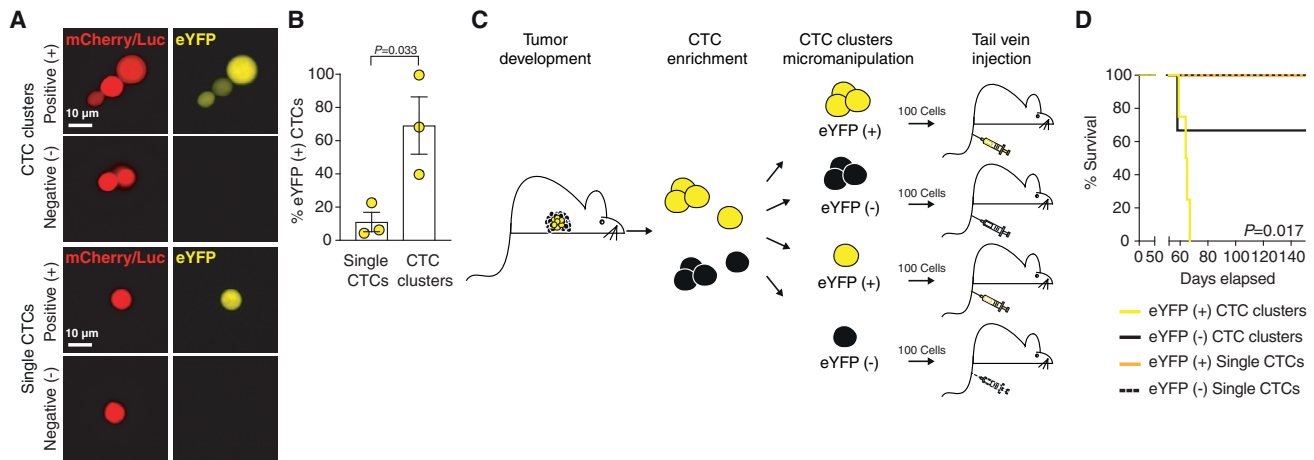 A
mCherry/Luc
eYFP
CTC clusters
Positive (+)
10 µm
Negative (-)
mCherry/Luc
eYFP
Single CTCs
Positive (+)
10 µm
Negative (-)
B
P=0.033
% eYFP (+) CTCs
100
80
60
40
20
0
Single
CTCs
CTC
clusters
C
Tumor
development
CTC
enrichment
CTC clusters
micromanipulation
Tail vein
injection
eYFP (+)
100 Cells
eYFP (-)
100 Cells
eYFP (+)
100 Cells
eYFP (-)
100 Cells
D
% Survival
100
80
60
40
20
0
P=0.017
0 50 60 80 100 120 140
Days elapsed
eYFP (+) CTC clusters
eYFP (-) CTC clusters
eYFP (+) Single CTCs
eYFP (-) Single CTCs